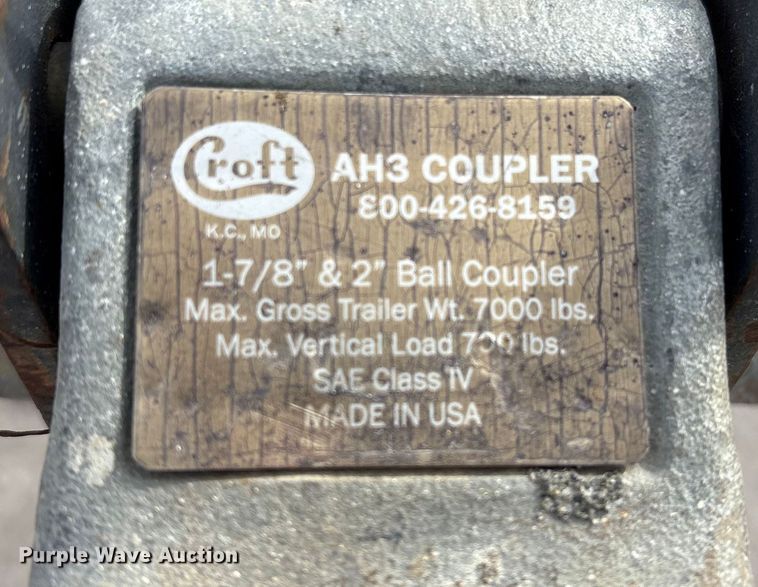 Croft
AH3 COUPLER
800-426-8159
K.C., MO
1-7/8" & 2" Ball Coupler
Max. Gross Trailer Wt. 7000 lbs.
Max. Vertical Load 700 lbs.
SAE Class IV
MADE IN USA
Purple Wave Auction